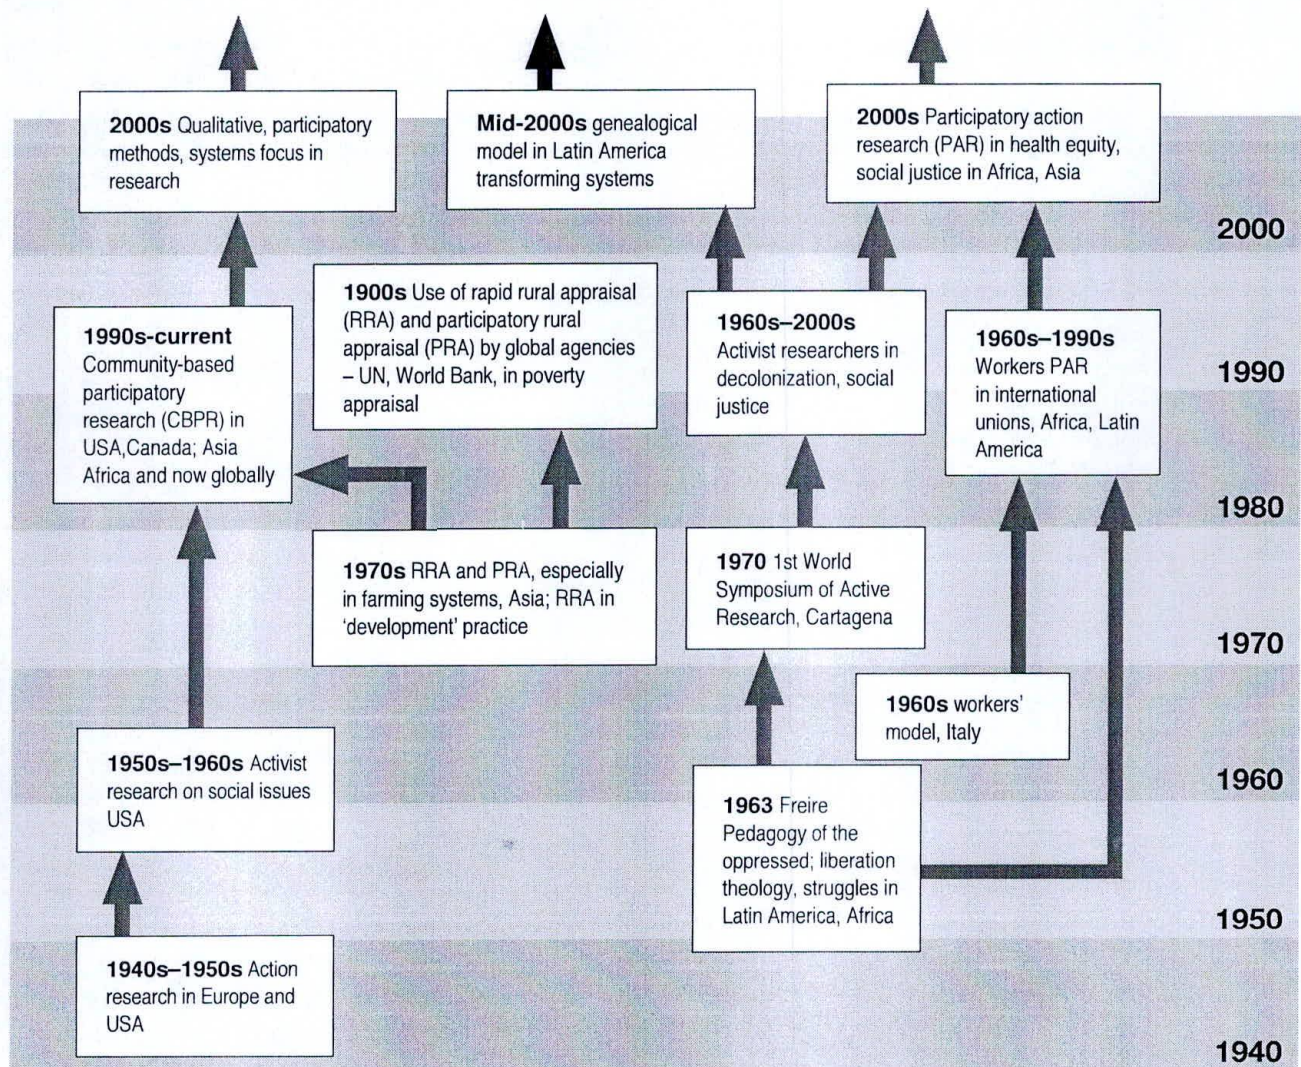 2000s Qualitative, participatory
methods, systems focus in
research
Mid-2000s genealogical
model in Latin America
transforming systems
2000s Participatory action
research (PAR) in health equity,
social justice in Africa, Asia
2000
1990s-current
Community-based
participatory
research (CBPR) in
USA,Canada; Asia
Africa and now globally
1900s Use of rapid rural appraisal
(RRA) and participatory rural
appraisal (PRA) by global agencies
– UN, World Bank, in poverty
appraisal
1960s–2000s
Activist researchers in
decolonization, social
justice
1960s–1990s
Workers PAR
in international
unions, Africa, Latin
America
1990
1980
1970s RRA and PRA, especially
in farming systems, Asia; RRA in
‘development’ practice
1970 1st World
Symposium of Active
Research, Cartagena
1970
1960s workers’
model, Italy
1950s–1960s Activist
research on social issues
USA
1963 Freire
Pedagogy of the
oppressed; liberation
theology, struggles in
Latin America, Africa
1960
1950
1940s–1950s Action
research in Europe and
USA
1940